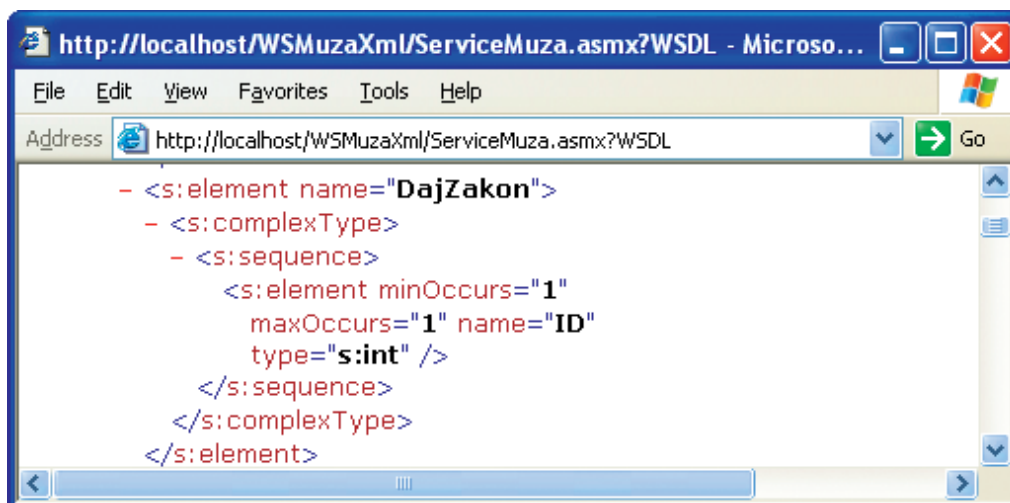 http://localhost/WSMuzaXml/ServiceMuza.asmx?WSDL - Microso...
File Edit View Favorites Tools Help
Address http://localhost/WSMuzaXml/ServiceMuza.asmx?WSDL Go
- <s:element name="DajZakon">
- <s:complexType>
- <s:sequence>
<s:element minOccurs="1"
maxOccurs="1" name="ID"
type="s:int" />
</s:sequence>
</s:complexType>
</s:element>